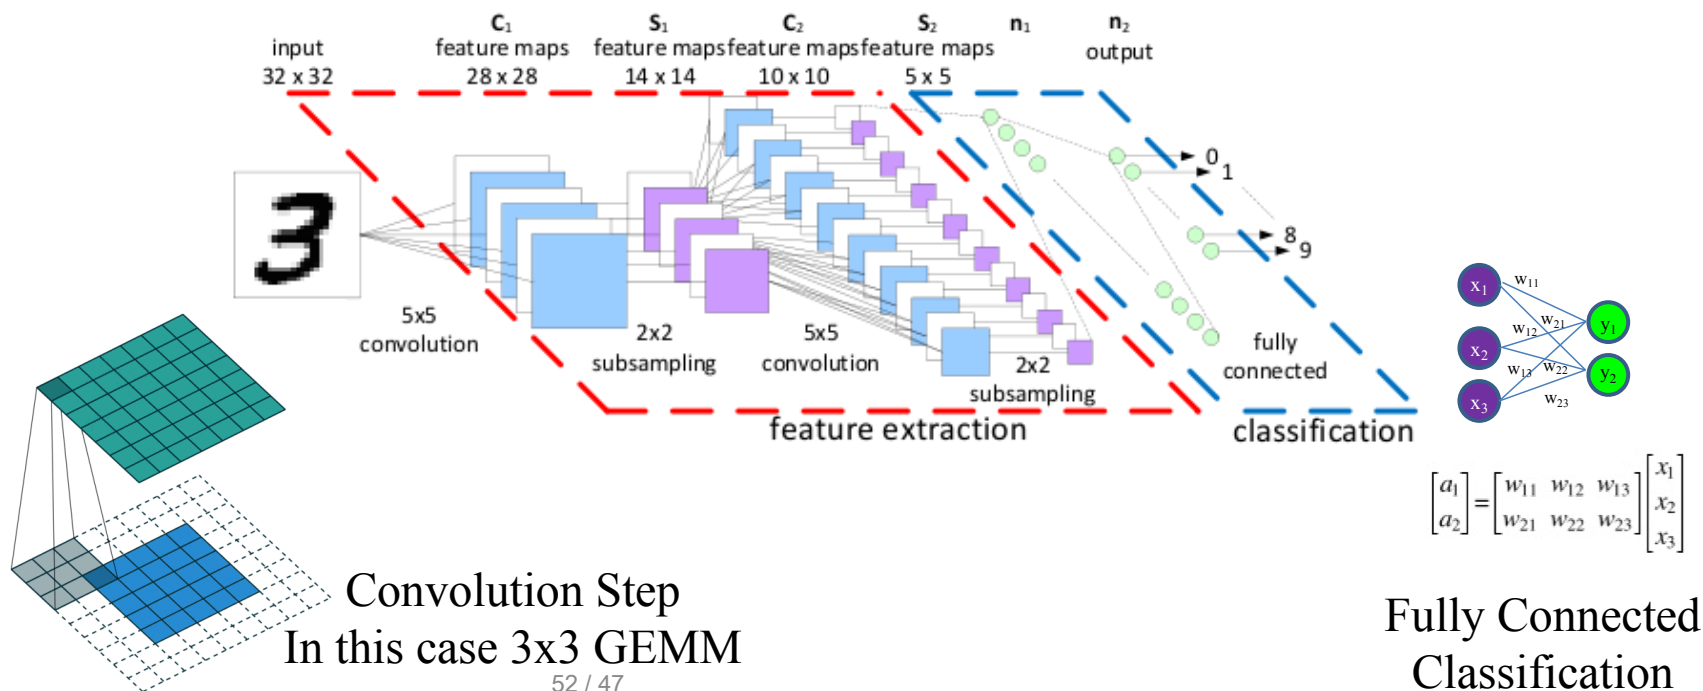 input
32 x 32
C₁
feature maps
28 x 28
S₁
feature maps
14 x 14
C₂
feature maps
10 x 10
S₂
feature maps
5 x 5
n₁
n₂
output
3
0
1
8
9
5x5
convolution
2x2
subsampling
5x5
convolution
2x2
subsampling
fully
connected
feature extraction
classification
x₁
x₂
x₃
w₁₁
w₂₁
w₁₂
w₁₃
w₂₂
w₂₃
y₁
y₂
[a₁ a₂] = [w₁₁ w₁₂ w₁₃
w₂₁ w₂₂ w₂₃] [x₁ x₂ x₃]
Convolution Step
In this case 3x3 GEMM
52 / 47
Fully Connected
Classification